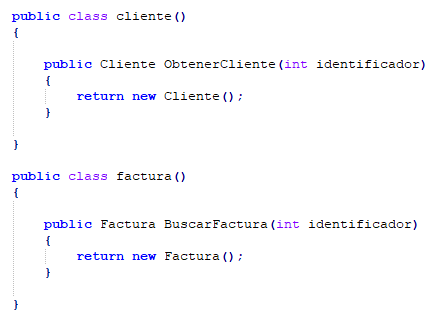 public class cliente()
{
public Cliente ObtenerCliente(int identificador)
{
return new Cliente();
}
}
public class factura()
{
public Factura BuscarFactura(int identificador)
{
return new Factura();
}
}